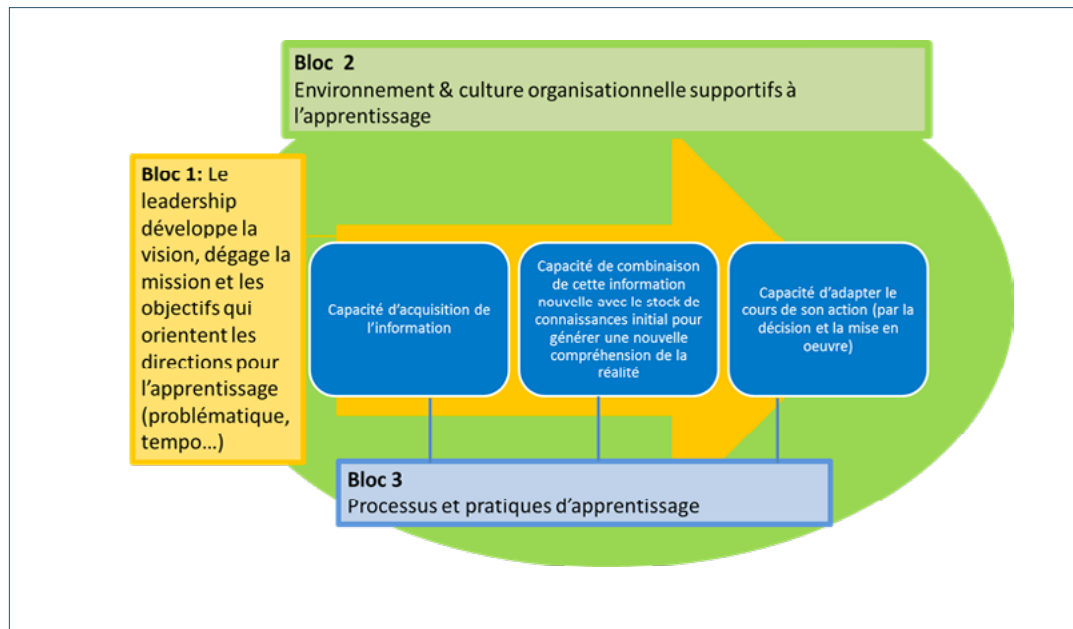 Bloc 2
Environnement & culture organisationnelle supportifs à
l'apprentissage
Bloc 1: Le
leadership
développe la
vision, dégage la
mission et les
objectifs qui
orientent les
directions pour
l'apprentissage
(problématique,
tempo…)
Capacité d'acquisition de
l'information
Capacité de combinaison
de cette information
nouvelle avec le stock de
connaissances initial pour
générer une nouvelle
compréhension de la
réalité
Capacité d'adapter le
cours de son action (par la
décision et la mise en
oeuvre)
Bloc 3
Processus et pratiques d'apprentissage